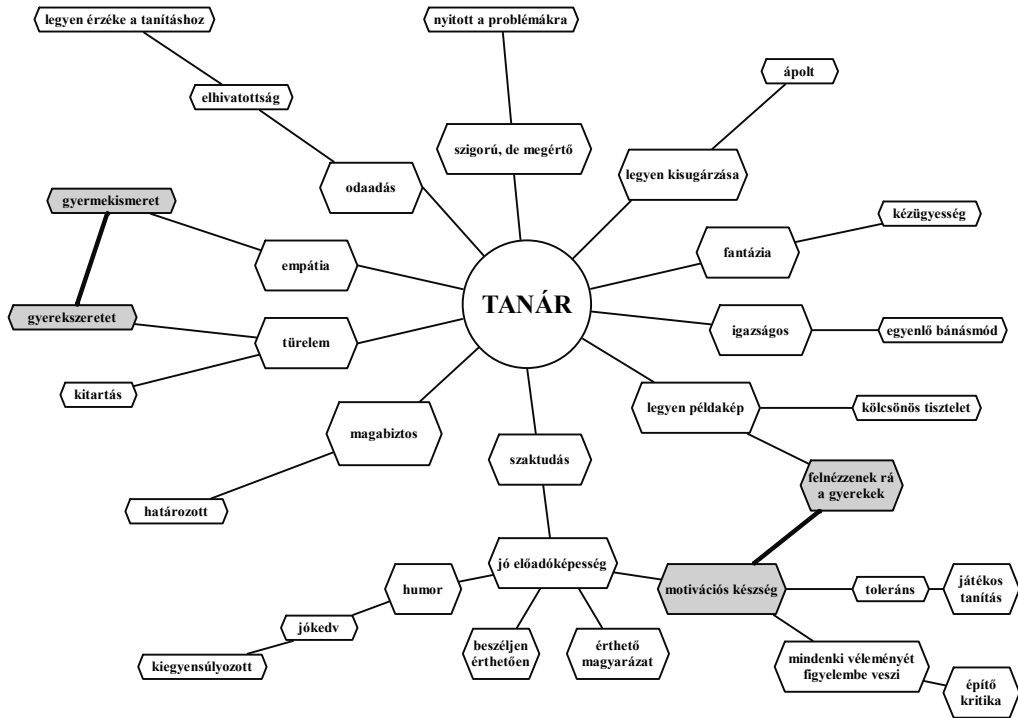 legyen érzéke a tanításhoz
nyitott a problémákra
ápolt
elhivatottság
szigorú, de megértő
legyen kisugárzása
odaadás
gyermekismeret
kézügyesség
fantázia
empátia
TANÁR
gyerekszeretet
türelem
igazságos
egyenlő bánásmód
kitartás
legyen példakép
kölcsönös tisztelet
magabiztos
szaktudás
felnézzenek rá
a gyerekek
határozott
jó előadóképesség
humor
motivációs készség
toleráns
játékos
tanítás
jókedv
beszéljen
érthetően
érthető
magyarázat
kiegyensúlyozott
mindenki véleményét
figyelembe veszi
építő
kritika